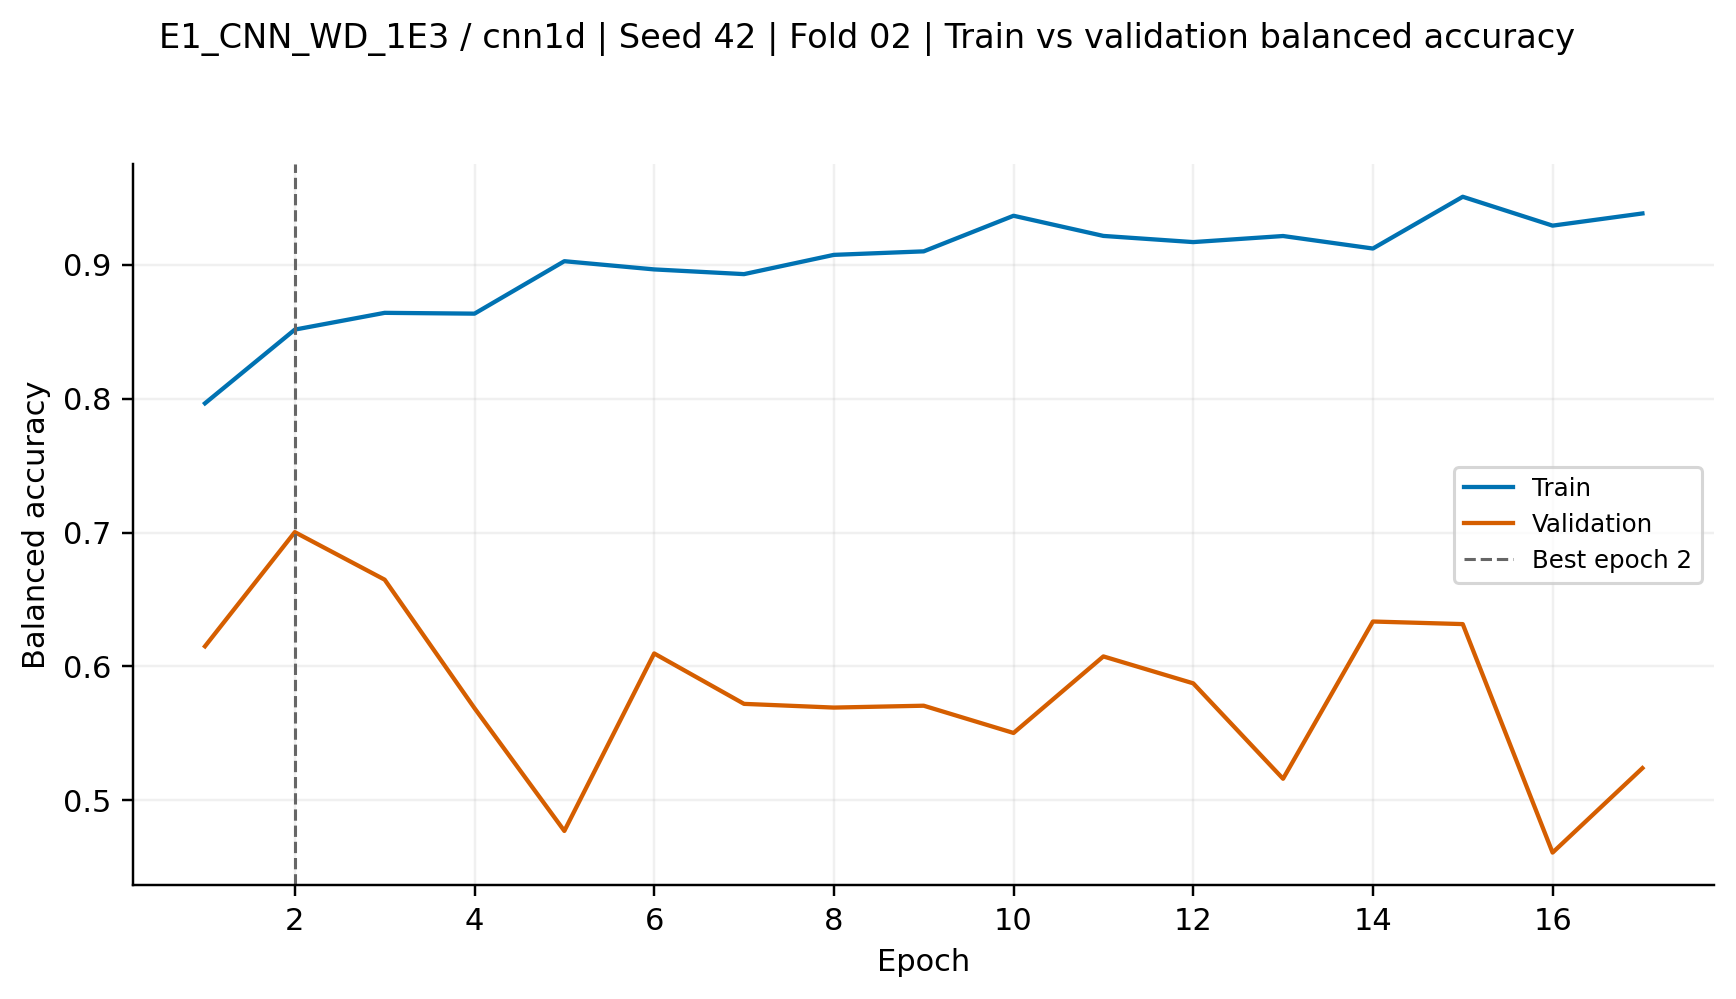 E1_CNN_WD_1E3 / cnn1d | Seed 42 | Fold 02 | Train vs validation balanced accuracy
Balanced accuracy
0.9
0.8
0.7
0.6
0.5
Train
Validation
Best epoch 2
2 4 6 8 10 12 14 16
Epoch